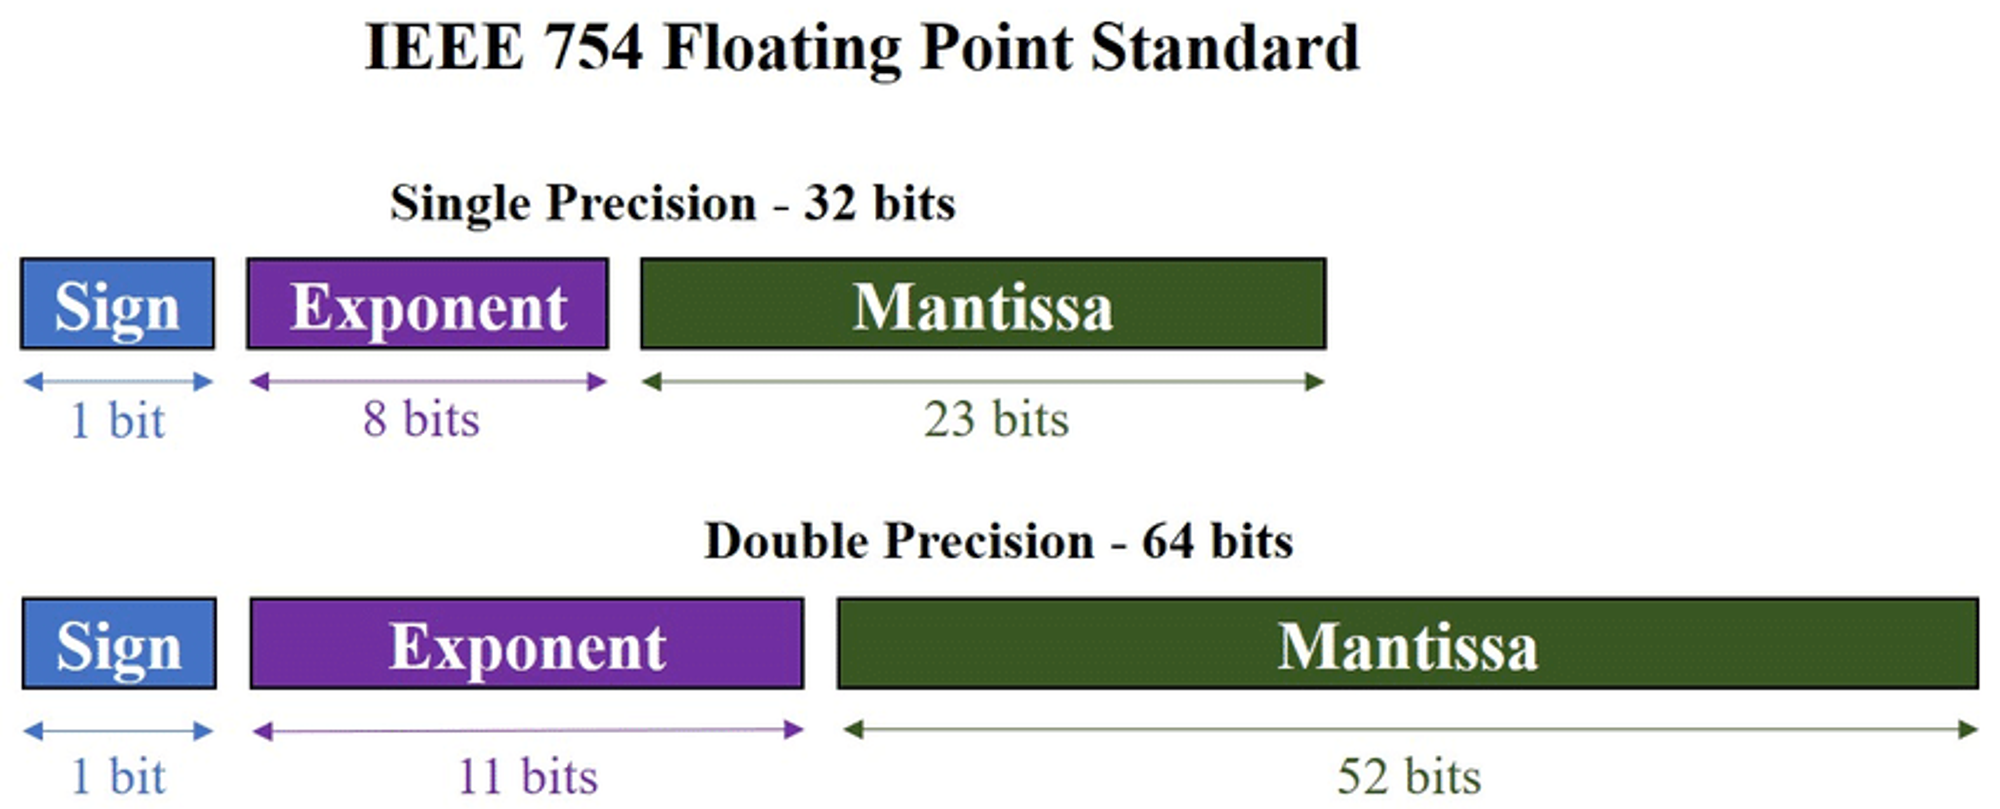 IEEE 754 Floating Point Standard
Single Precision - 32 bits
Sign Exponent Mantissa
1 bit 8 bits 23 bits
Double Precision - 64 bits
Sign Exponent Mantissa
1 bit 11 bits 52 bits